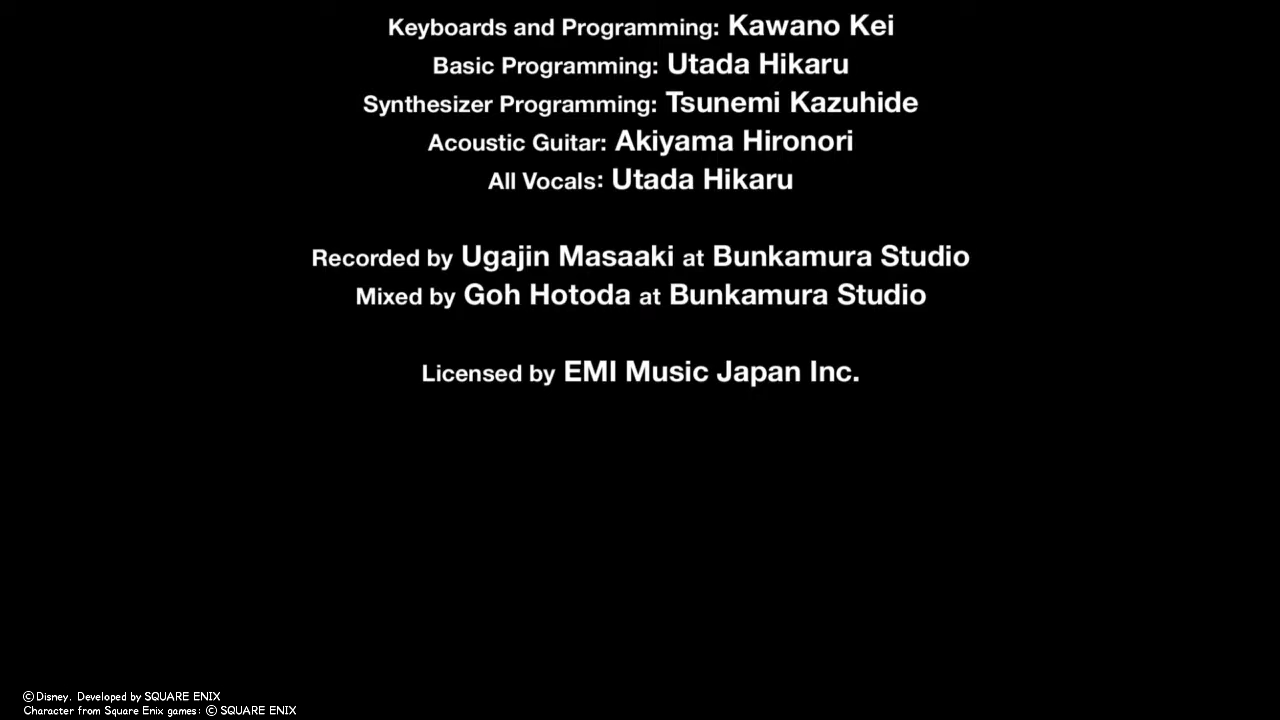 Keyboards and Programming: Kawano Kei
Basic Programming: Utada Hikaru
Synthesizer Programming: Tsunemi Kazuhide
Acoustic Guitar: Akiyama Hironori
All Vocals: Utada Hikaru
Recorded by Ugajin Masaaki at Bunkamura Studio
Mixed by Goh Hotoda at Bunkamura Studio
Licensed by EMI Music Japan Inc.
©Disney. Developed by SQUARE ENIX
Character from Square Enix games: © SQUARE ENIX